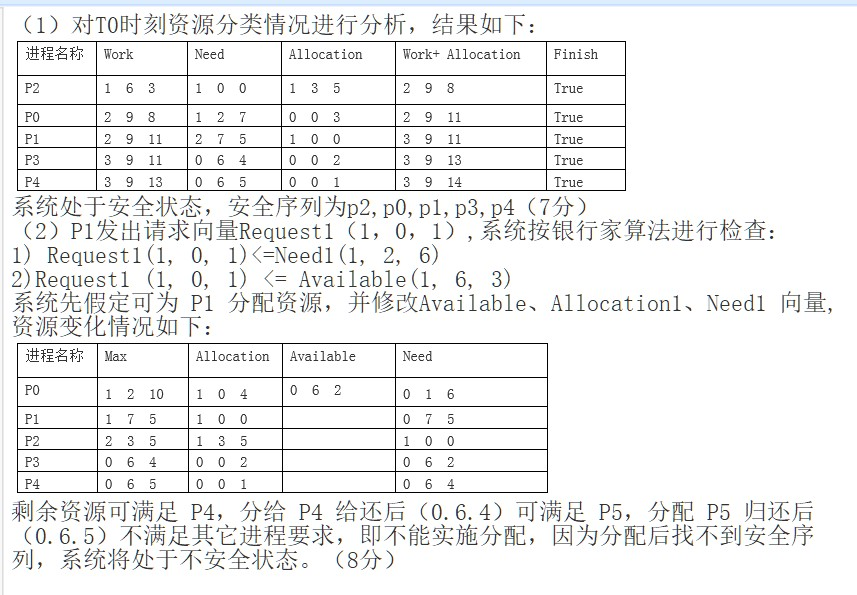 （1）对T0时刻资源分类情况进行分析，结果如下：
进程名称 Work Need Allocation Work+ Allocation Finish
P2 1 6 3 1 0 0 1 3 5 2 9 8 True
P0 2 9 8 1 2 7 0 0 3 2 9 11 True
P1 2 9 11 2 7 5 1 0 0 3 9 11 True
P3 3 9 11 0 6 4 0 0 2 3 9 13 True
P4 3 9 13 0 6 5 0 0 1 3 9 14 True
系统处于安全状态，安全序列为p2,p0,p1,p3,p4（7分）
（2）P1发出请求向量Request1（1，0，1）,系统按银行家算法进行检查：
1) Request1(1, 0, 1)<=Need1(1, 2, 6)
2)Request1 (1, 0, 1) <= Available(1, 6, 3)
系统先假定可为 P1 分配资源，并修改Available、Allocation1、Need1 向量,
资源变化情况如下：
进程名称 Max Allocation Available Need
P0 1 2 10 1 0 4 0 6 2 0 1 6
P1 1 7 5 1 0 0 0 7 5
P2 2 3 5 1 3 5 1 0 0
P3 0 6 4 0 0 2 0 6 2
P4 0 6 5 0 0 1 0 6 4
剩余资源可满足 P4，分给 P4 给还后（0.6.4）可满足 P5，分配 P5 归还后
（0.6.5）不满足其它进程要求，即不能实施分配，因为分配后找不到安全序
列，系统将处于不安全状态。（8分）